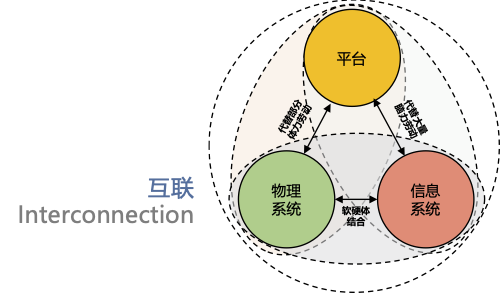 平台
代替部分
体力劳动
代替大量
脑力劳动
物理
系统
信息
系统
软硬体
结合
互联
Interconnection